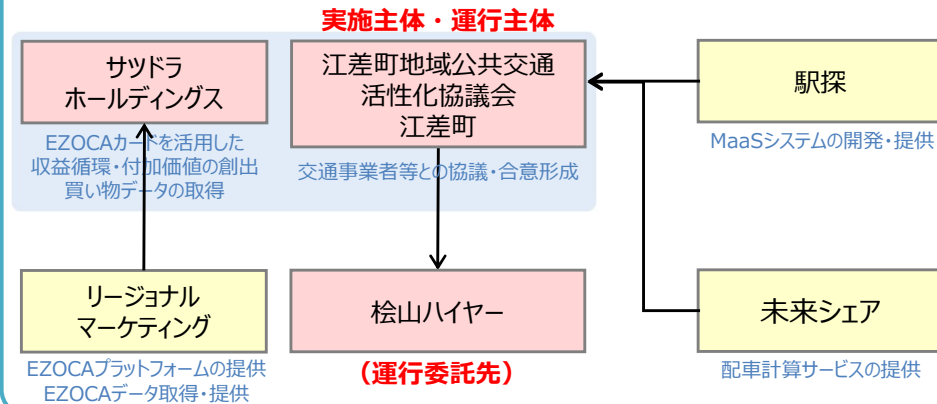 実施主体・運行主体
サツドラ
ホールディングス
EZOCAカードを活用した
収益循環・付加価値の創出
買い物データの取得
江差町地域公共交通
活性化協議会
江差町
交通事業者等との協議・合意形成
駅探
MaaSシステムの開発・提供
リージョナル
マーケティング
EZOCAプラットフォームの提供
EZOCAデータ取得・提供
桧山ハイヤー
（運行委託先）
未来シェア
配車計算サービスの提供